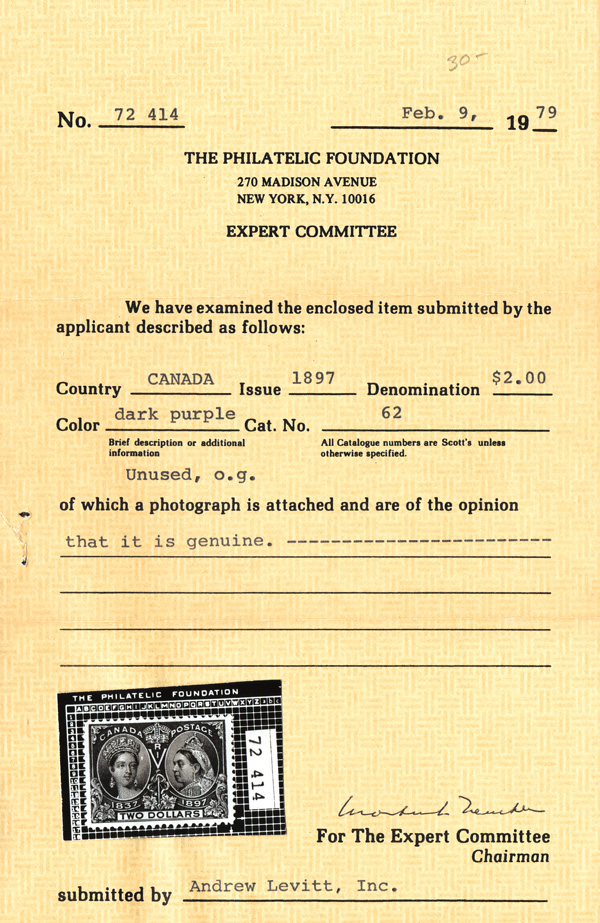 30-
No. 72 414 Feb. 9, 1979
THE PHILATELIC FOUNDATION
270 MADISON AVENUE
NEW YORK, N.Y. 10016
EXPERT COMMITTEE
We have examined the enclosed item submitted by the
applicant described as follows:
Country CANADA Issue 1897 Denomination $2.00
Color dark purple Cat. No. 62
Brief description or additional
information
All Catalogue numbers are Scott's unless
otherwise specified.
Unused, o.g.
of which a photograph is attached and are of the opinion
that it is genuine. ------------------------
THE PHILATELIC FOUNDATION
ABCDEFGHIJKLMNOPQRSTUVWXYZabc
CANADA POSTAGE
V R I
1837 1897
TWO DOLLARS
72 414
For The Expert Committee
Chairman
submitted by Andrew Levitt, Inc.